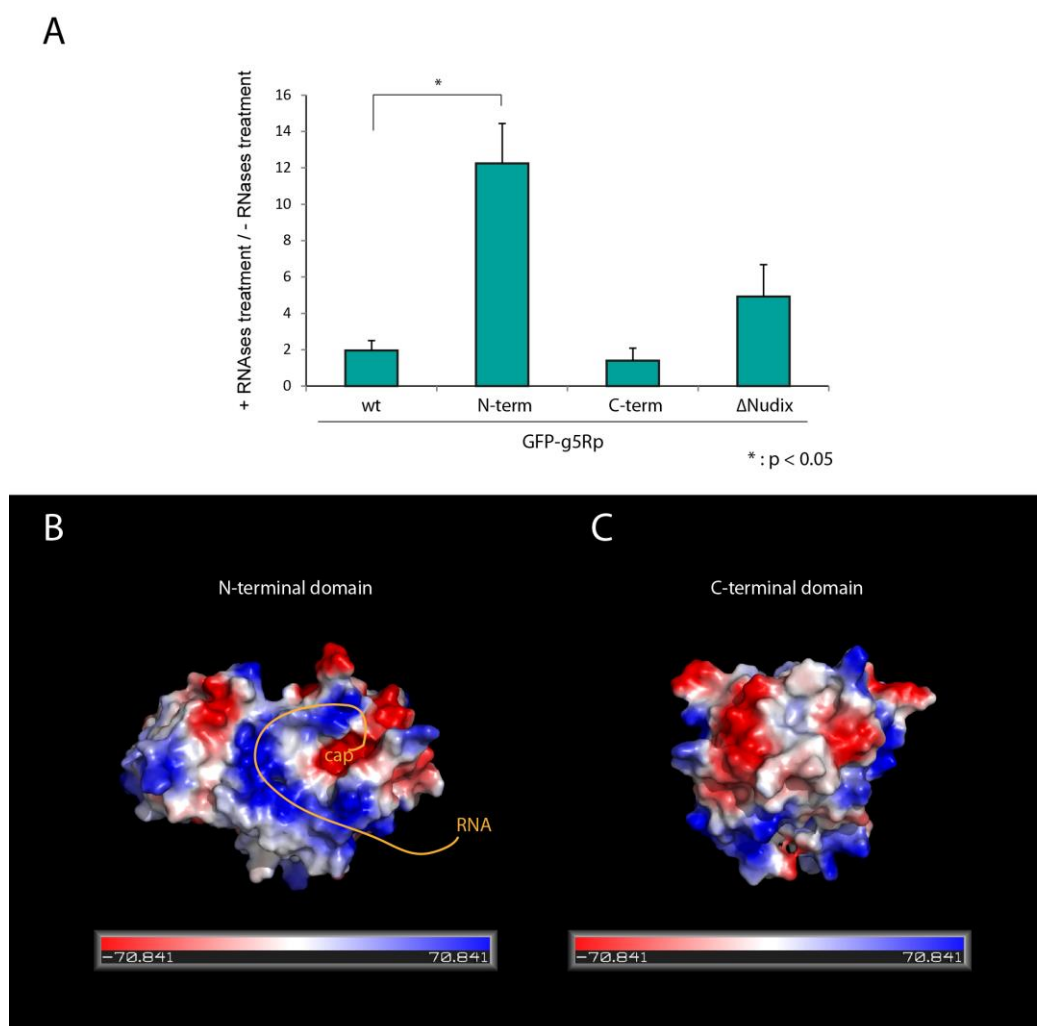 A
*
+ RNAses treatment / - RNases treatment
16
14
12
10
8
6
4
2
0
wt N-term C-term ΔNudix
GFP-g5Rp
* : p < 0.05
B
C
N-terminal domain
C-terminal domain
cap
RNA
-70.841 70.841
-70.841 70.841